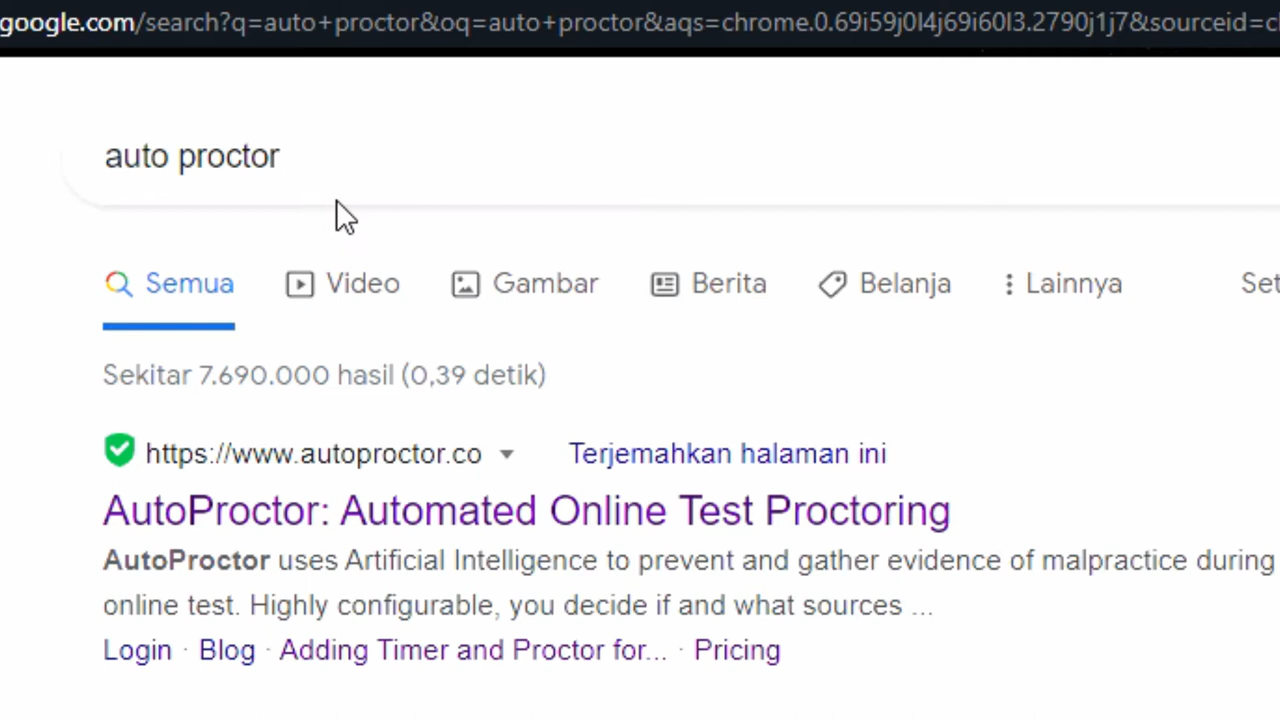 google.com/search?q=auto+proctor&oq=auto+proctor&aqs=chrome.0.69i59j0l4j69i60l3.2790j1j7&sourceid=c
auto proctor
Semua Video Gambar Berita Belanja Lainnya Set
Sekitar 7.690.000 hasil (0,39 detik)
https://www.autoproctor.co Terjemahkan halaman ini
AutoProctor: Automated Online Test Proctoring
AutoProctor uses Artificial Intelligence to prevent and gather evidence of malpractice during
online test. Highly configurable, you decide if and what sources ...
Login · Blog · Adding Timer and Proctor for... · Pricing